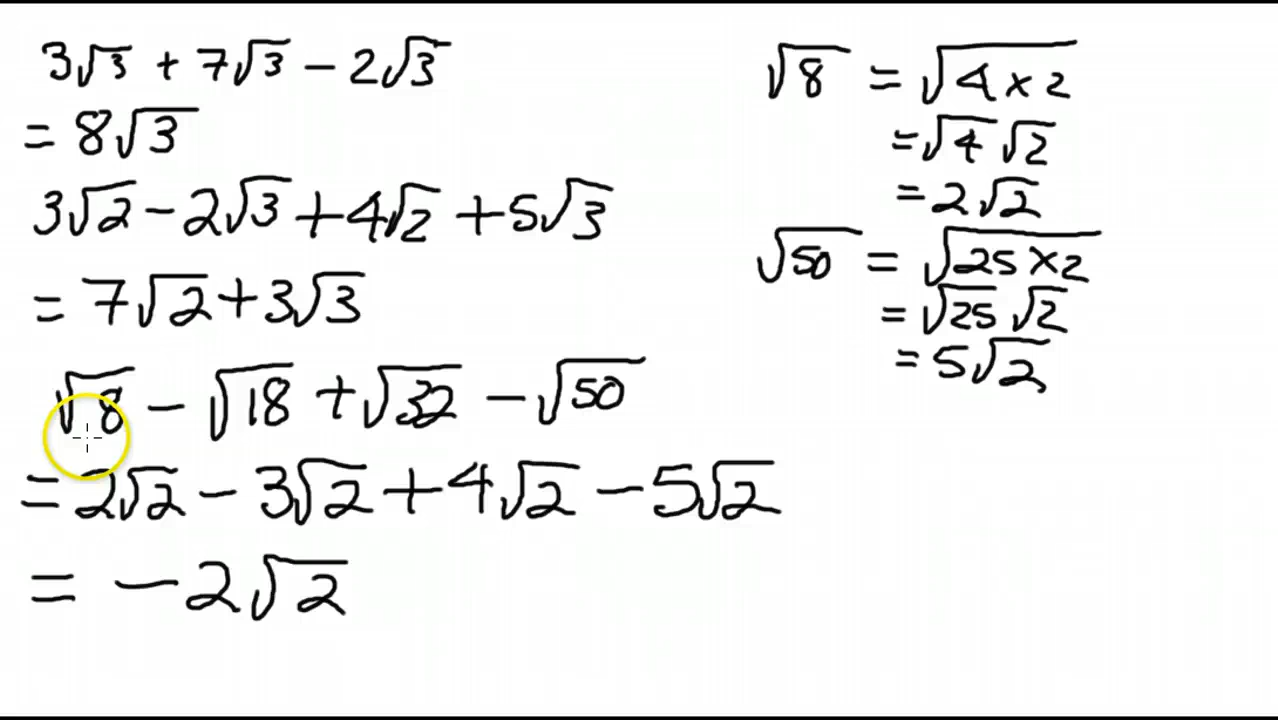 3√3 + 7√3 − 2√3
= 8√3
3√2 − 2√3 + 4√2 + 5√3
= 7√2 + 3√3
√8 − √18 + √32 − √50
= 2√2 − 3√2 + 4√2 − 5√2
= −2√2
√8 = √(4 × 2)
= √4 √2
= 2√2
√50 = √(25 × 2)
= √25 √2
= 5√2